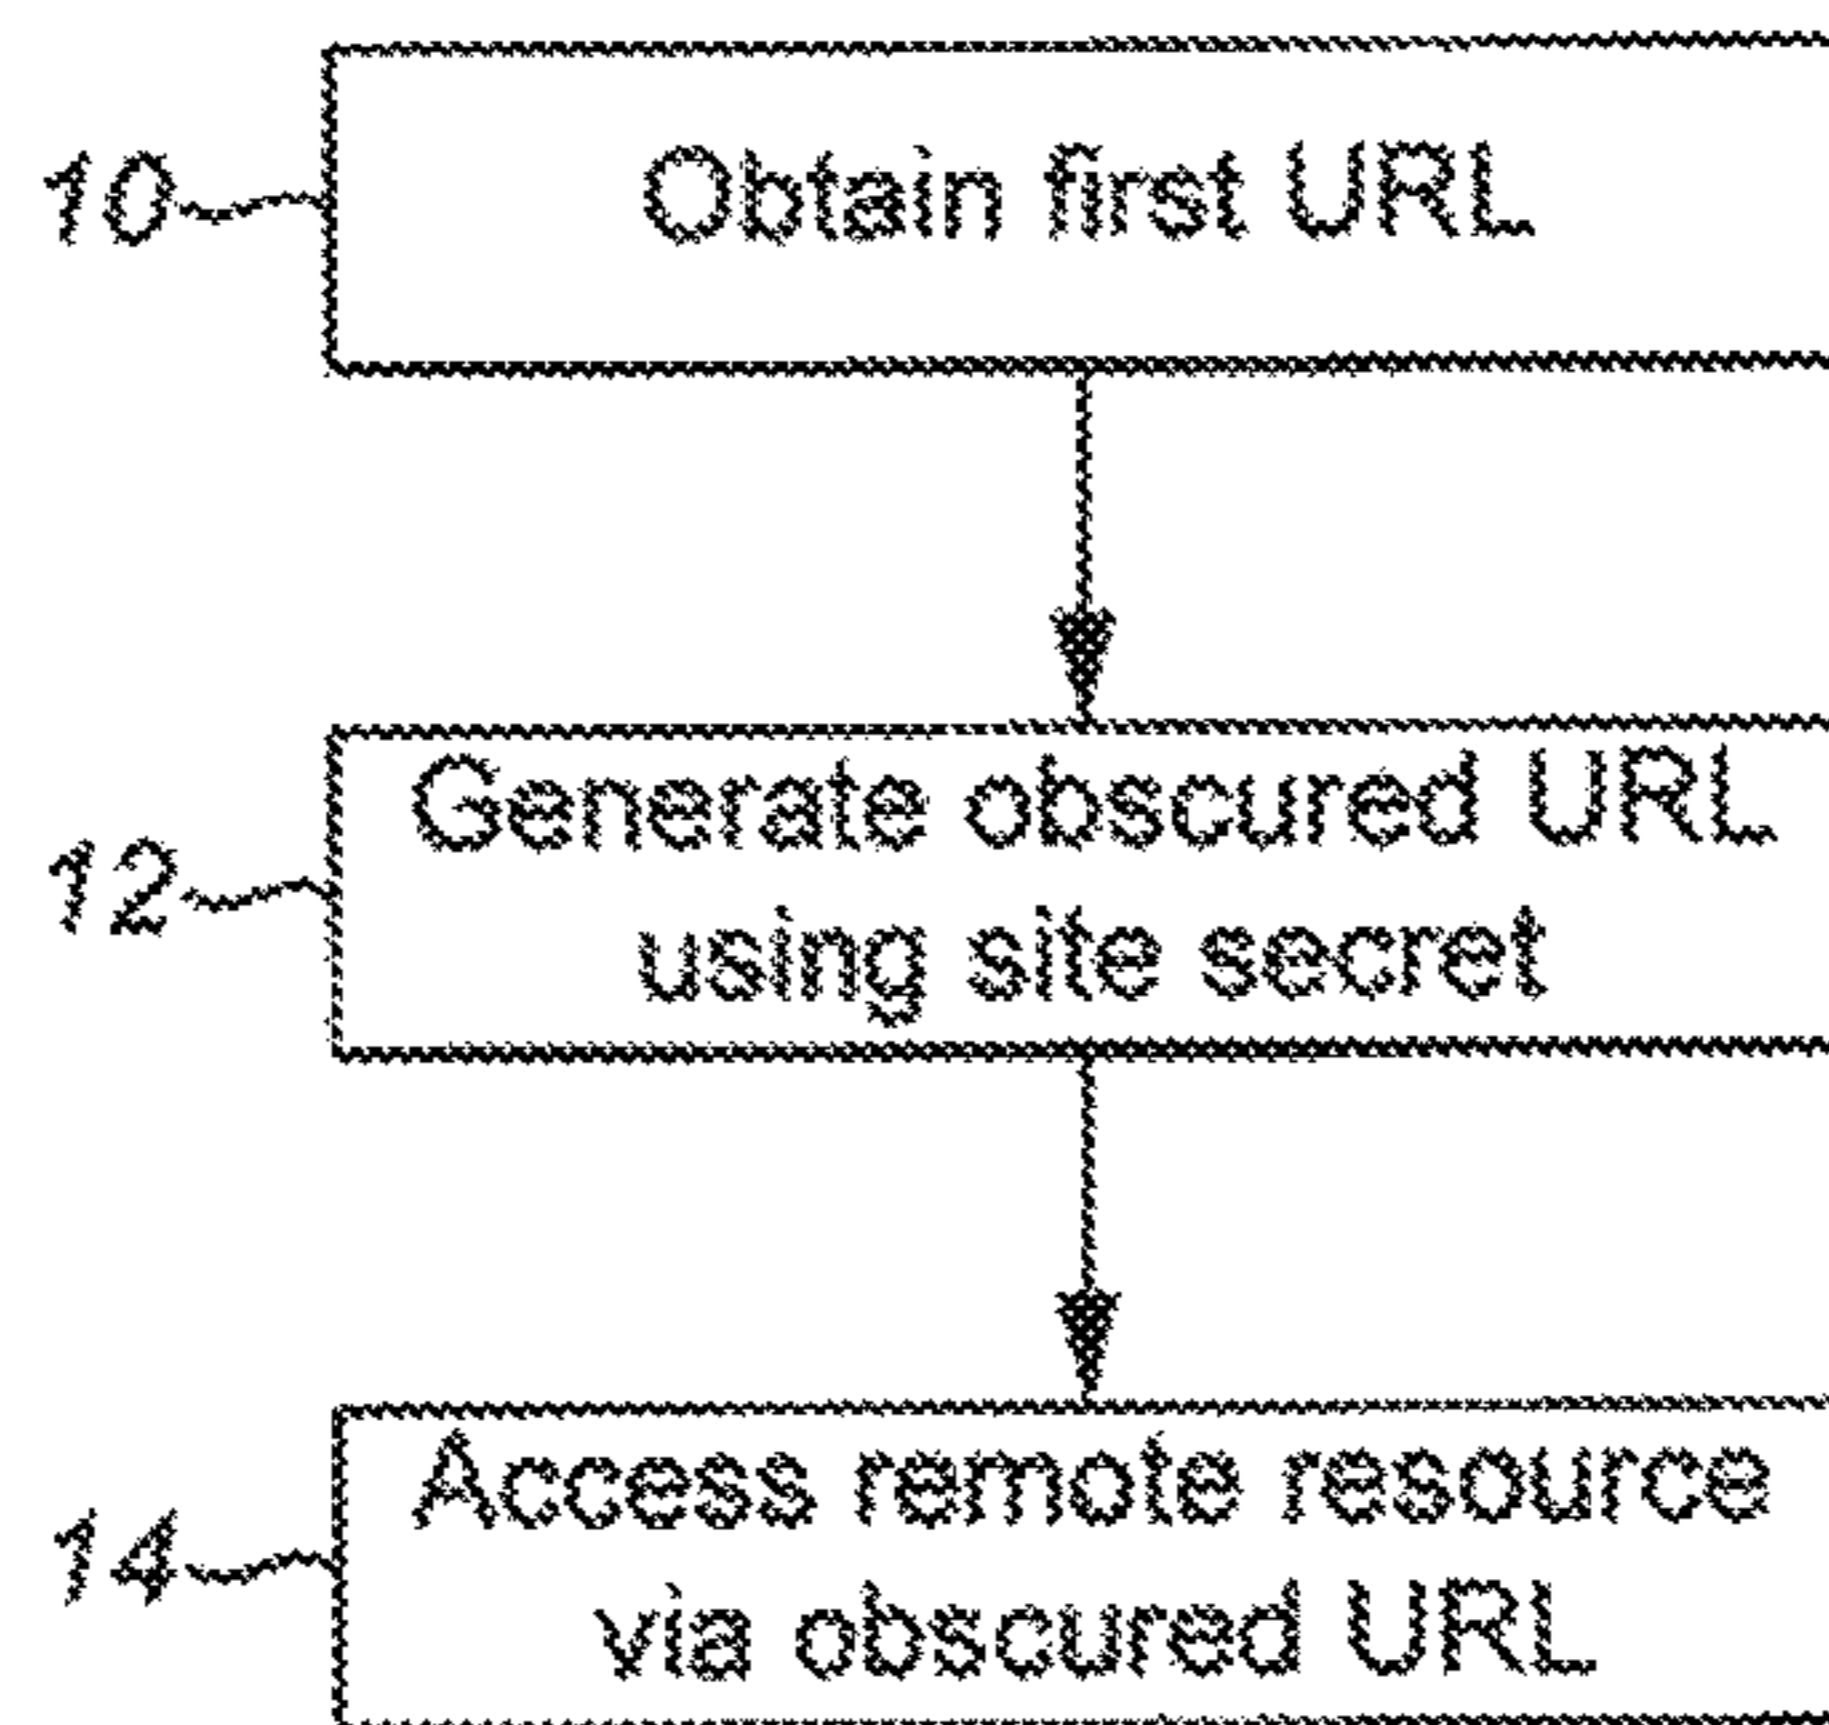 10
Obtain first URL
12
Generate obscured URL
using site secret
14
Access remote resource
via obscured URL